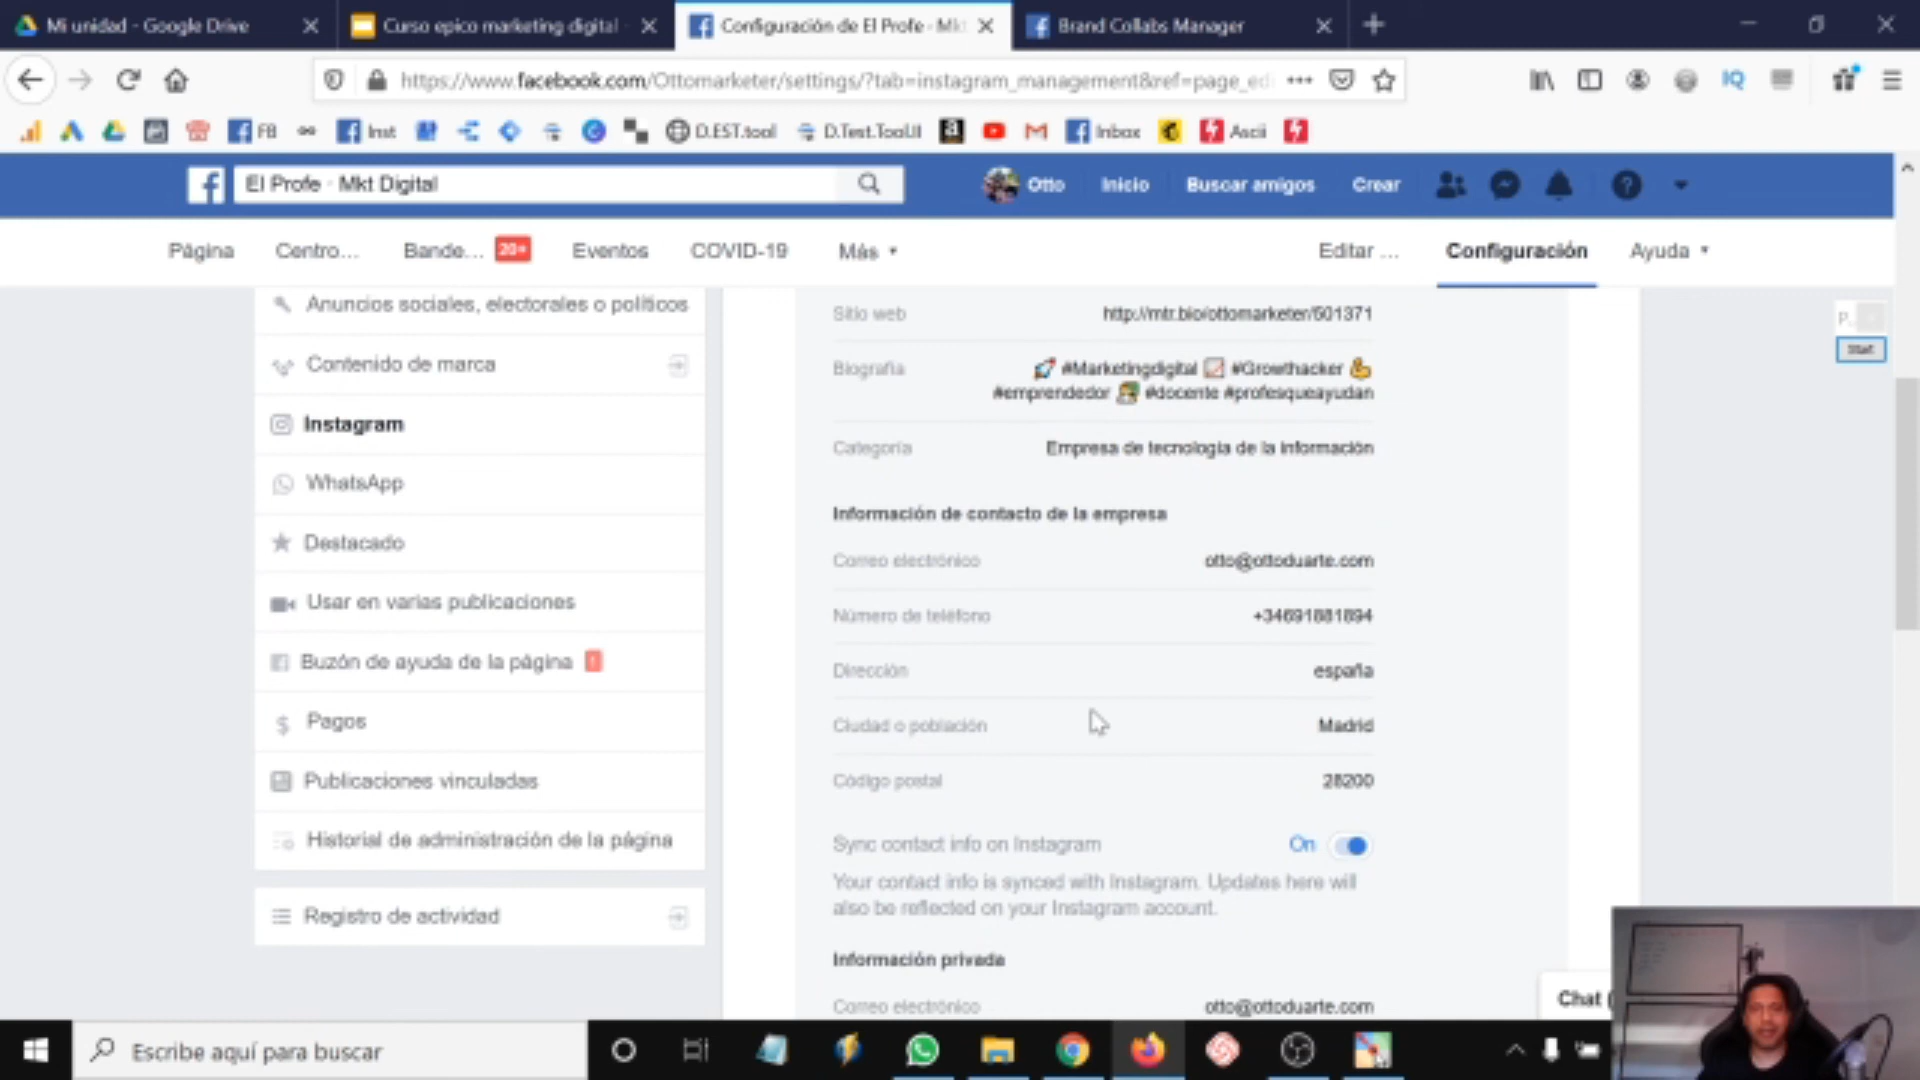 Mi unidad - Google Drive
Curso epico marketing digital -
Configuración de El Profe - Mkt
Brand Collabs Manager
https://www.facebook.com/Ottomarketer/settings/?tab=instagram_management&ref=page_edi
FB
Inst
D.EST.tool
D.Test.ToolUI
Inbox
Ascii
El Profe - Mkt Digital
Otto
Inicio
Buscar amigos
Crear
Página
Centro...
Bande...
20+
Eventos
COVID-19
Más
Editar ...
Configuración
Ayuda
Anuncios sociales, electorales o políticos
Contenido de marca
Instagram
WhatsApp
Destacado
Usar en varias publicaciones
Buzón de ayuda de la página
Pagos
Publicaciones vinculadas
Historial de administración de la página
Registro de actividad
Sitio web
http://mtr.bio/ottomarketer/501371
Biografía
🚀 #Marketingdigital 📈 #Growthacker 💪
#emprendedor 👨‍🏫 #docente #profesqueayudan
Categoría
Empresa de tecnología de la información
Información de contacto de la empresa
Correo electrónico
otto@ottoduarte.com
Número de teléfono
+34691881894
Dirección
españa
Ciudad o población
Madrid
Código postal
28200
Sync contact info on Instagram
On
Your contact info is synced with Instagram. Updates here will
also be reflected on your Instagram account.
Información privada
Correo electrónico
otto@ottoduarte.com
P...
Start
Chat (
IQ
Escribe aquí para buscar